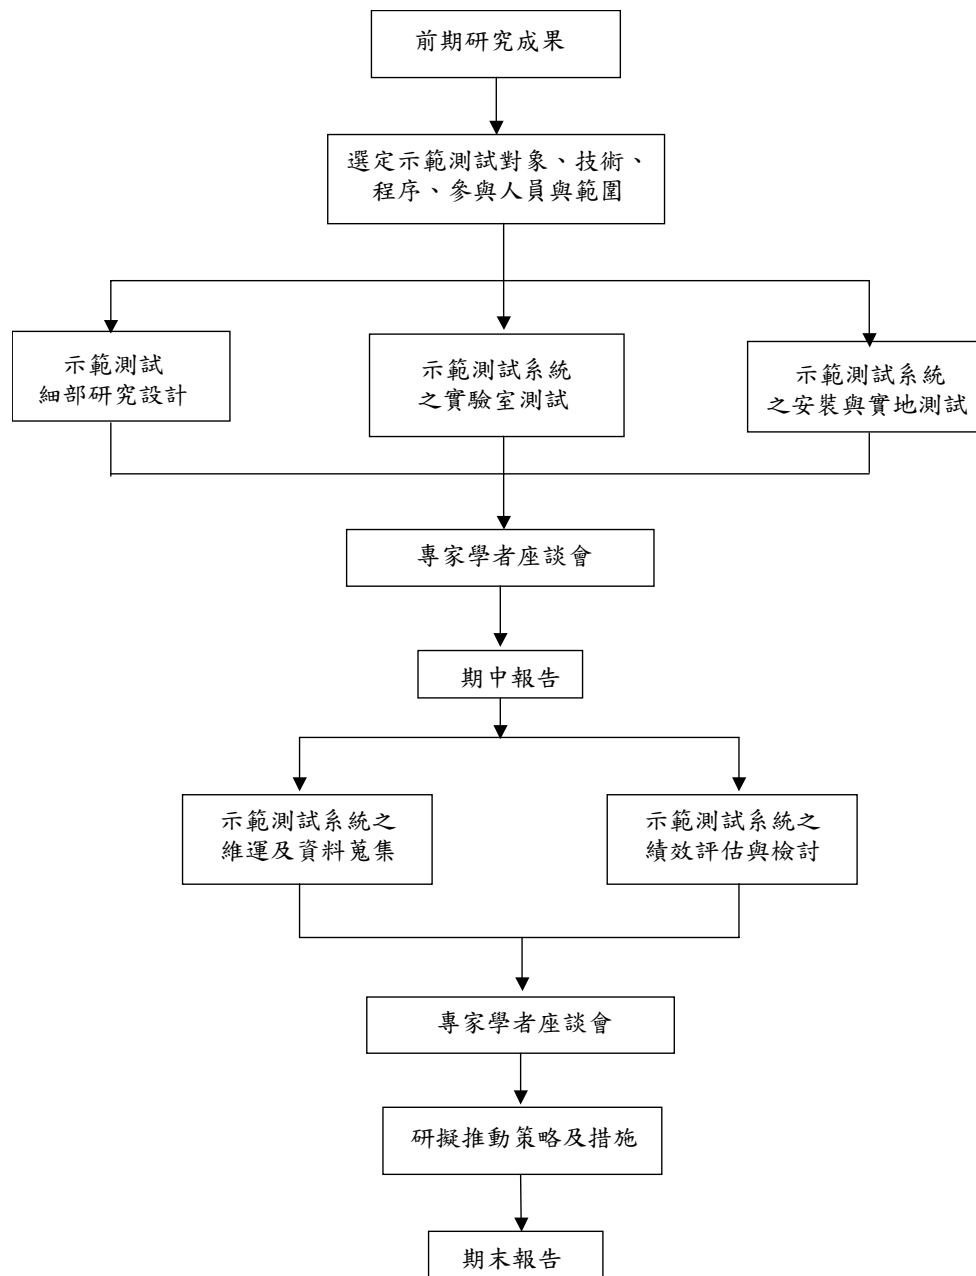 前期研究成果
選定示範測試對象、技術、
程序、參與人員與範圍
示範測試
細部研究設計
示範測試系統
之實驗室測試
示範測試系統
之安裝與實地測試
專家學者座談會
期中報告
示範測試系統之
維運及資料蒐集
示範測試系統之
績效評估與檢討
專家學者座談會
研擬推動策略及措施
期末報告